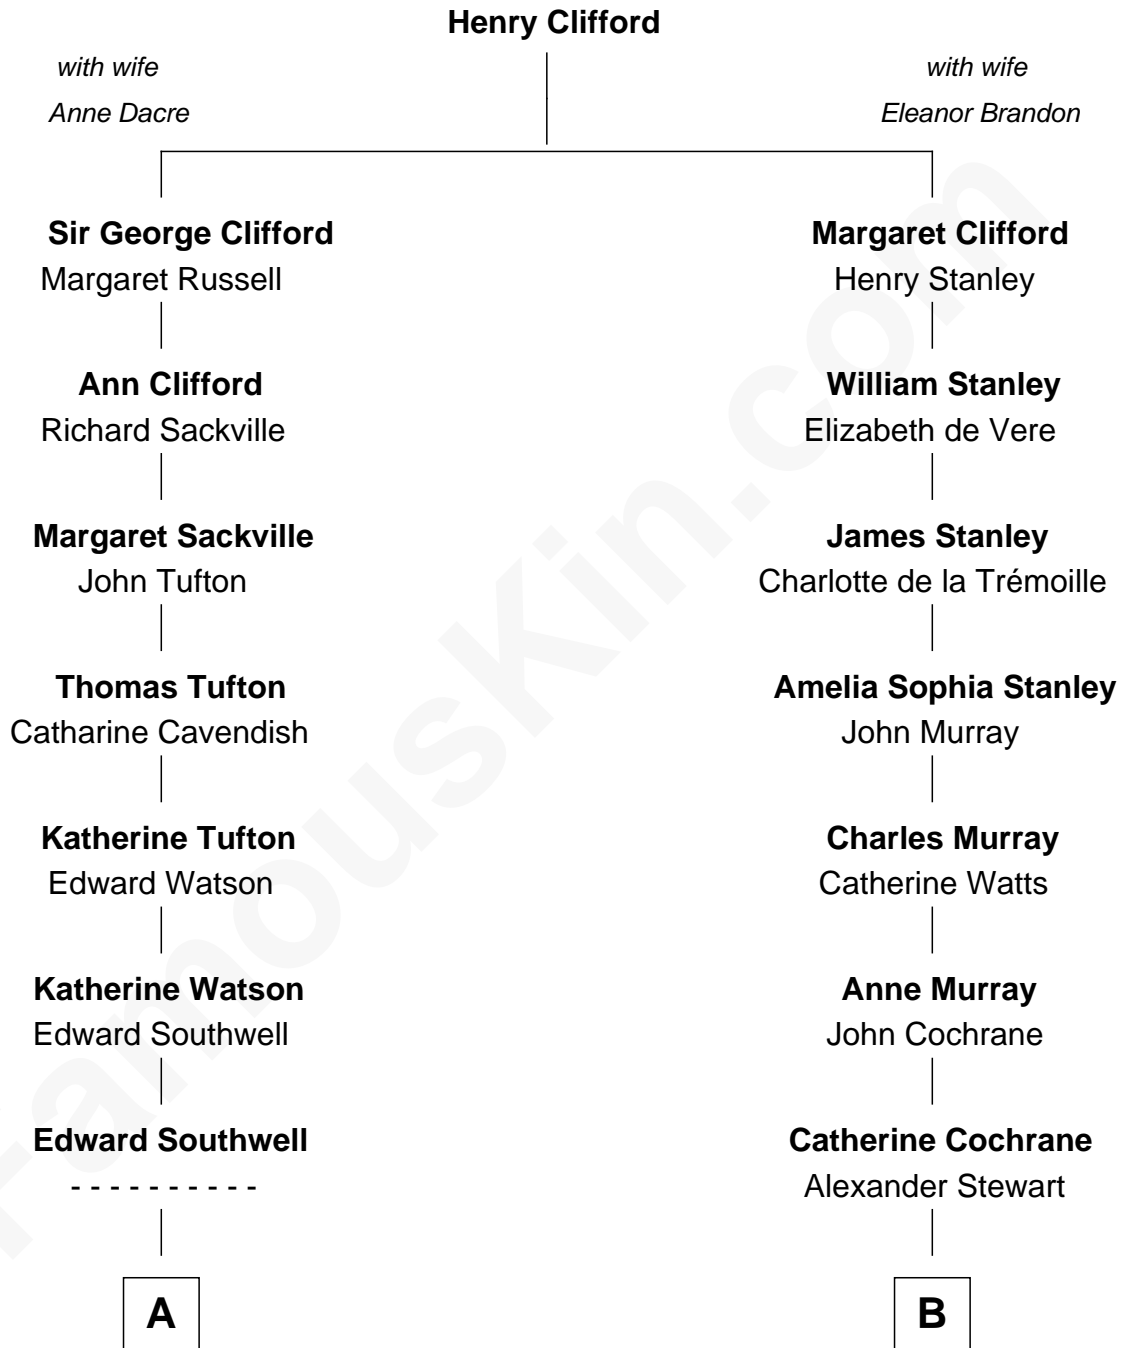 Henry Clifford
with wife
Anne Dacre
with wife
Eleanor Brandon
Sir George Clifford
Margaret Russell
Margaret Clifford
Henry Stanley
Ann Clifford
Richard Sackville
William Stanley
Elizabeth de Vere
Margaret Sackville
John Tufton
James Stanley
Charlotte de la Trémoille
Thomas Tufton
Catharine Cavendish
Amelia Sophia Stanley
John Murray
Katherine Tufton
Edward Watson
Charles Murray
Catherine Watts
Katherine Watson
Edward Southwell
Anne Murray
John Cochrane
Edward Southwell
- - - - - - - - - -
Catherine Cochrane
Alexander Stewart
A
B
FamousKin.com